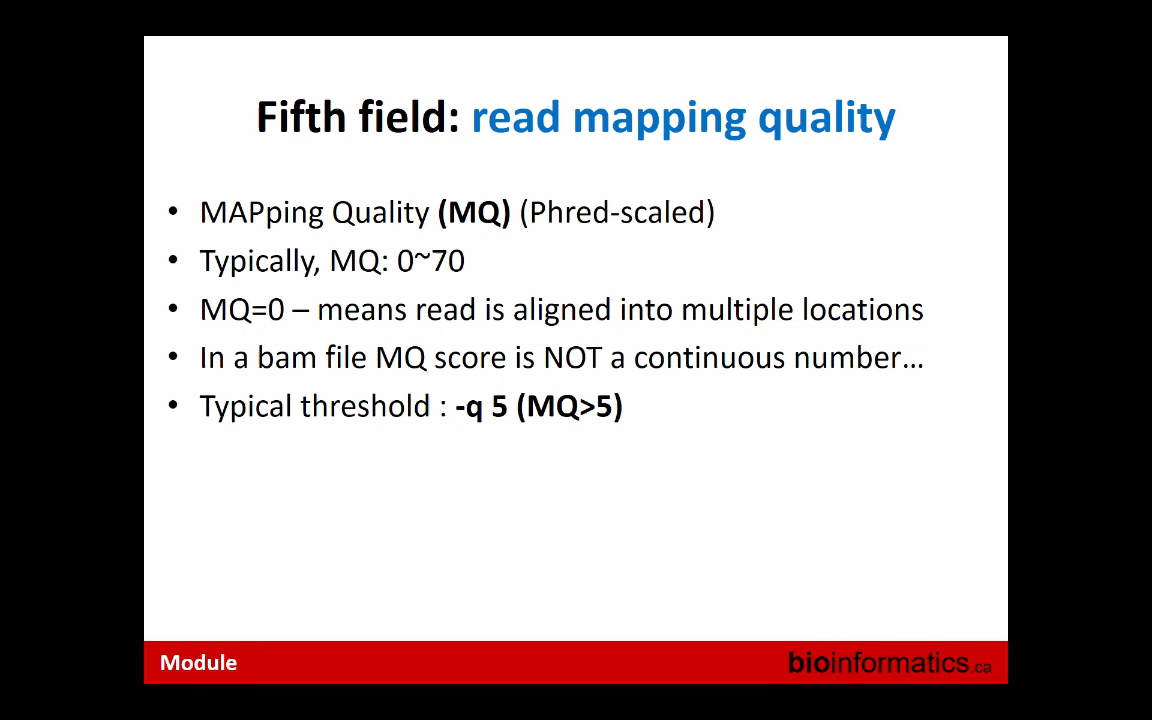 Fifth field: read mapping quality
• MAPping Quality (MQ) (Phred-scaled)
• Typically, MQ: 0~70
• MQ=0 – means read is aligned into multiple locations
• In a bam file MQ score is NOT a continuous number…
• Typical threshold : -q 5 (MQ>5)
Module
bioinformatics.ca